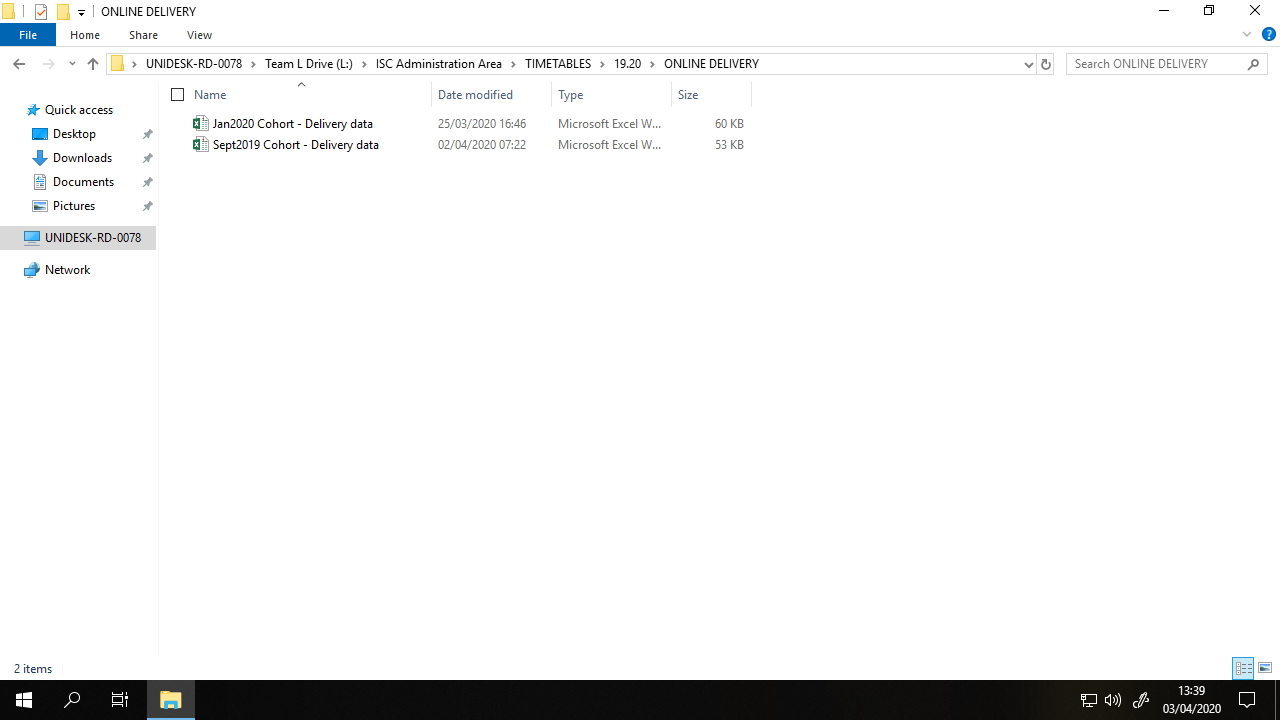 ONLINE DELIVERY
File Home Share View
UNIDESK-RD-0078 Team L Drive (L:) ISC Administration Area TIMETABLES 19.20 ONLINE DELIVERY
Search ONLINE DELIVERY
Name Date modified Type Size
Jan2020 Cohort - Delivery data 25/03/2020 16:46 Microsoft Excel W... 60 KB
Sept2019 Cohort - Delivery data 02/04/2020 07:22 Microsoft Excel W... 53 KB
Quick access
Desktop
Downloads
Documents
Pictures
UNIDESK-RD-0078
Network
2 items
13:39
03/04/2020